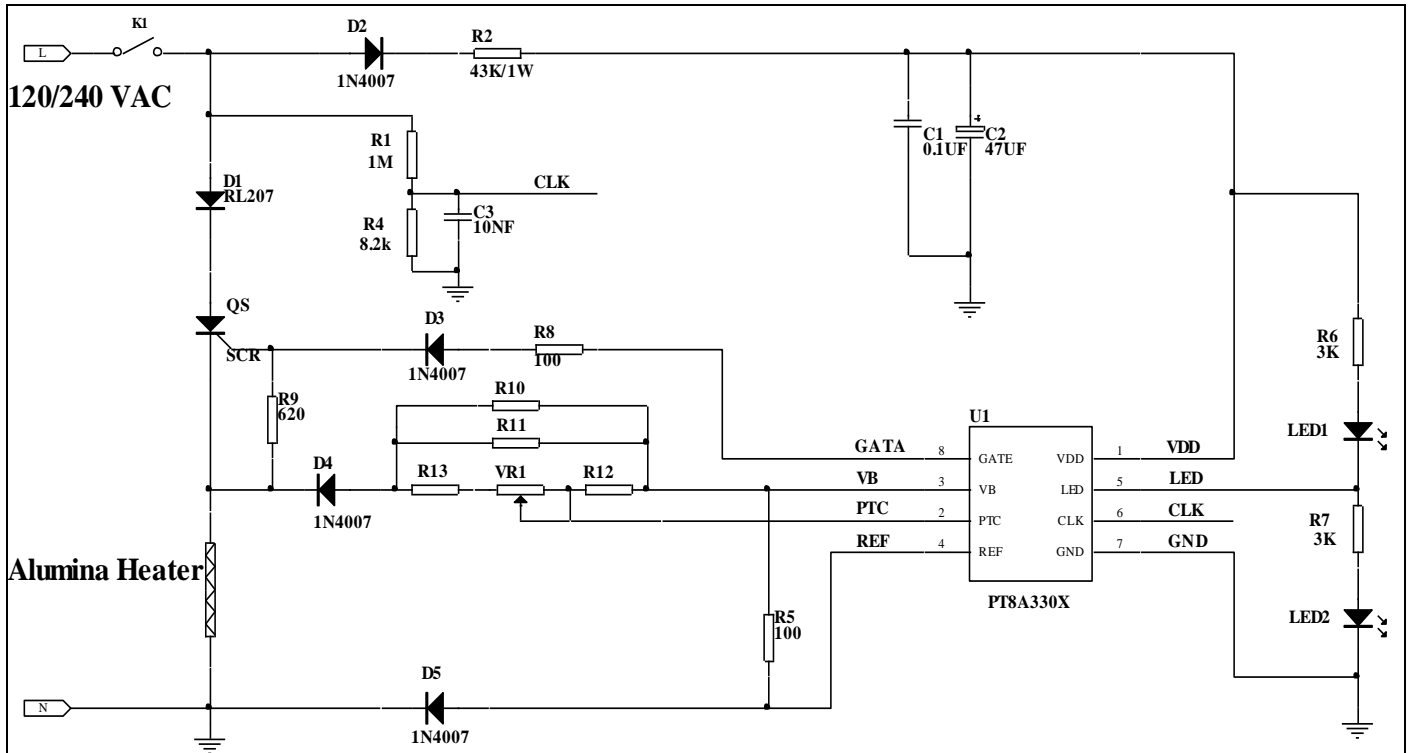 K1
L
120/240 VAC
D2
1N4007
R2
43K/1W
C1
0.1UF
+
C2
47UF
R1
1M
CLK
D1
RL207
R4
8.2k
C3
10NF
QS
SCR
D3
1N4007
R8
100
R6
3K
R9
620
R10
R11
U1
LED1
GATA
8
GATE
VDD
1
VDD
D4
1N4007
R13
VR1
R12
VB
3
VB
LED
5
LED
PTC
2
PTC
CLK
6
CLK
R7
3K
REF
4
REF
GND
7
GND
Alumina Heater
PT8A330X
R5
100
LED2
D5
1N4007
N